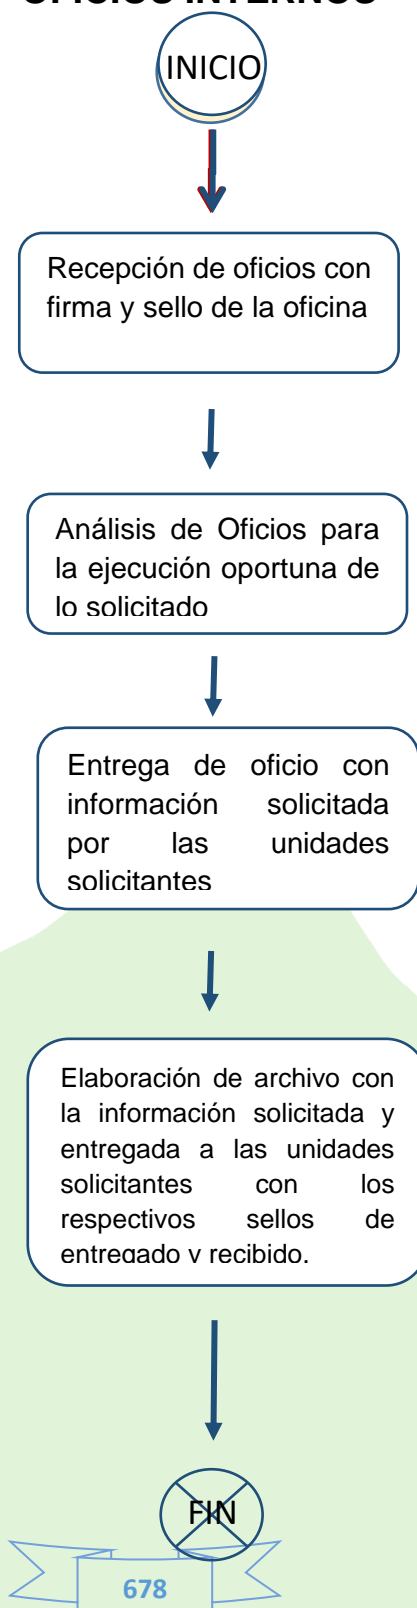 OFICIOS INTERNOS
INICIO
Recepción de oficios con
firma y sello de la oficina
Análisis de Oficios para
la ejecución oportuna de
lo solicitado
Entrega de oficio con
información solicitada
por las unidades
solicitantes
Elaboración de archivo con
la información solicitada y
entregada a las unidades
solicitantes con los
respectivos sellos de
entregado y recibido.
FIN
678